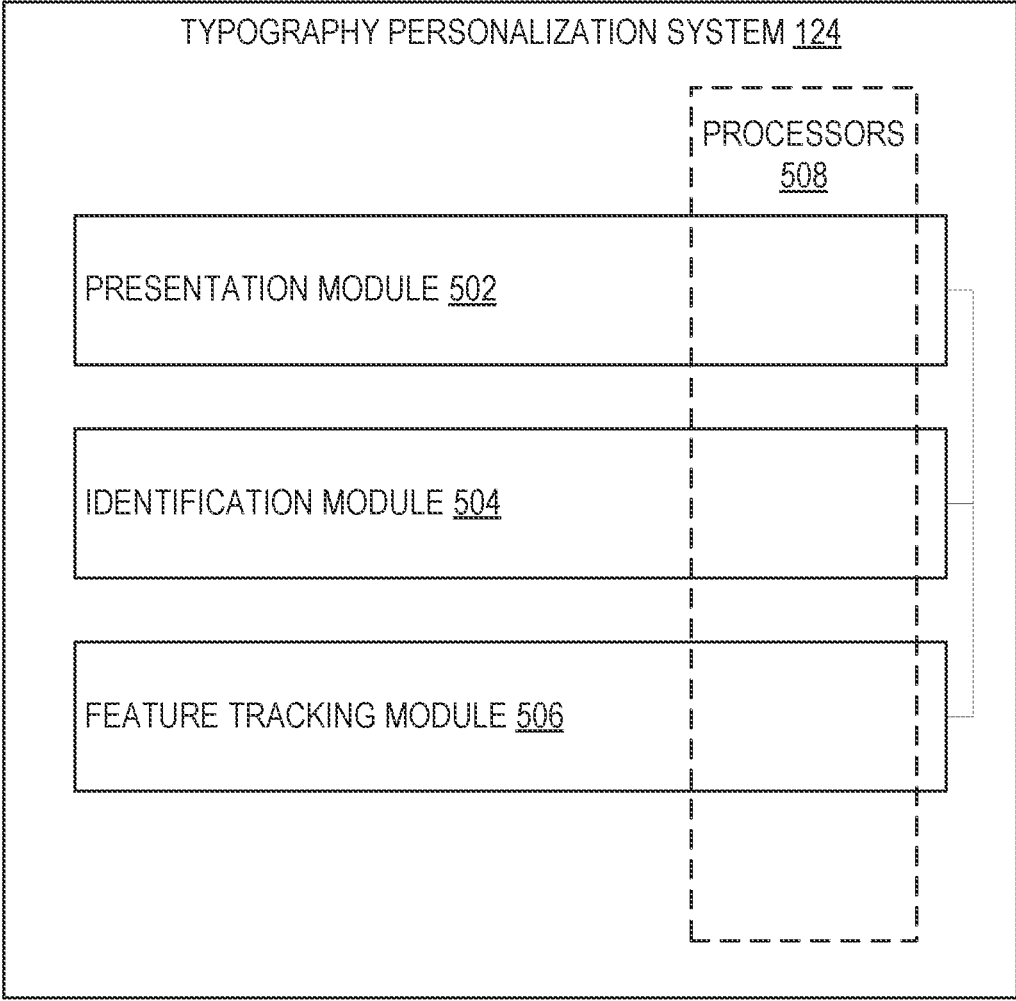 TYPOGRAPHY PERSONALIZATION SYSTEM 124
PROCESSORS
508
PRESENTATION MODULE 502
IDENTIFICATION MODULE 504
FEATURE TRACKING MODULE 506